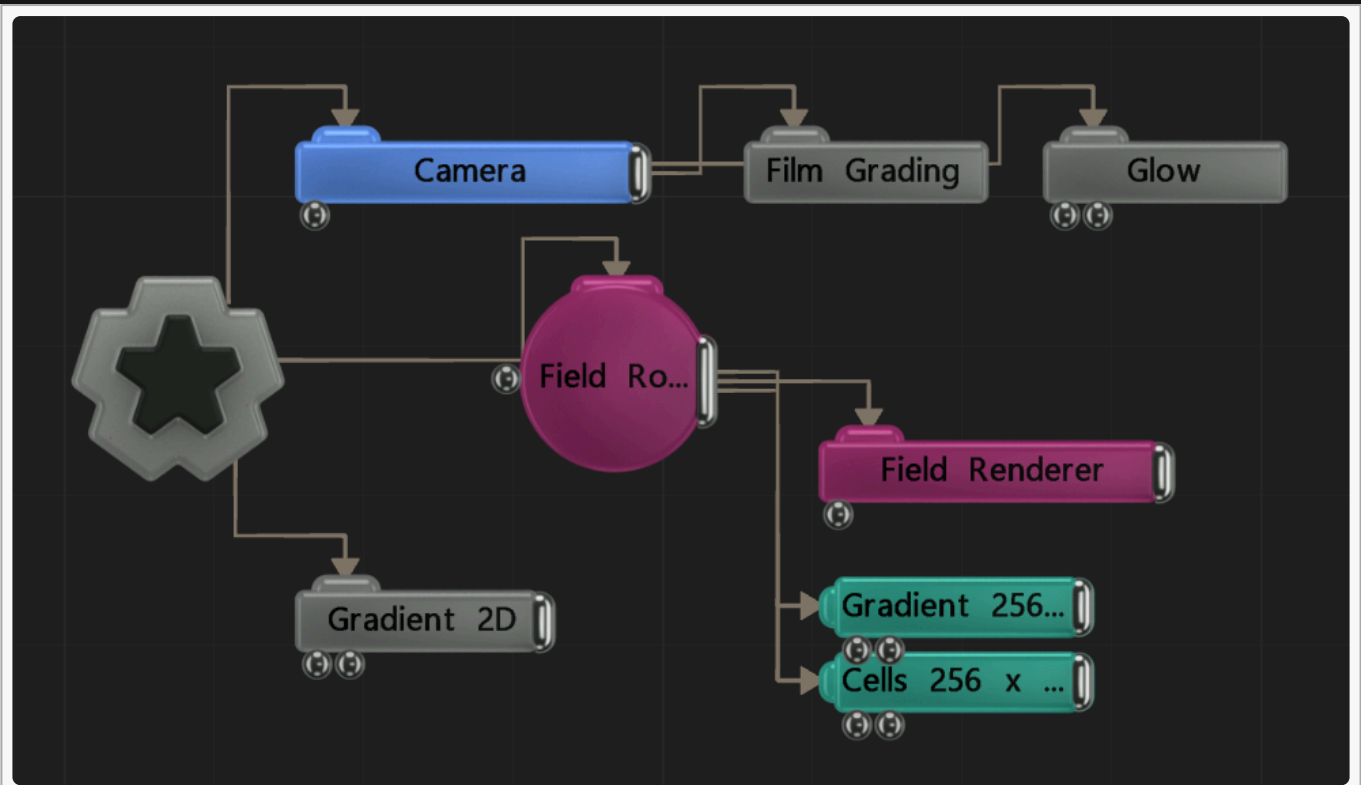 Camera
Film Grading
Glow
Field Ro...
Field Renderer
Gradient 256...
Gradient 2D
Cells 256 x ...